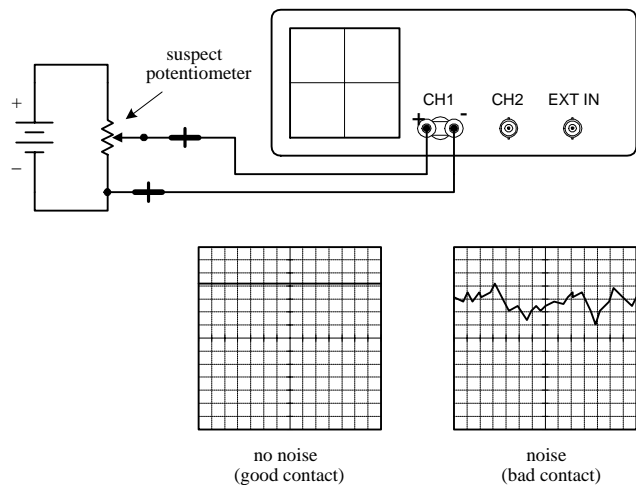 suspect
potentiometer
+
−
CH1 CH2 EXT IN
+ -
no noise
(good contact)
noise
(bad contact)